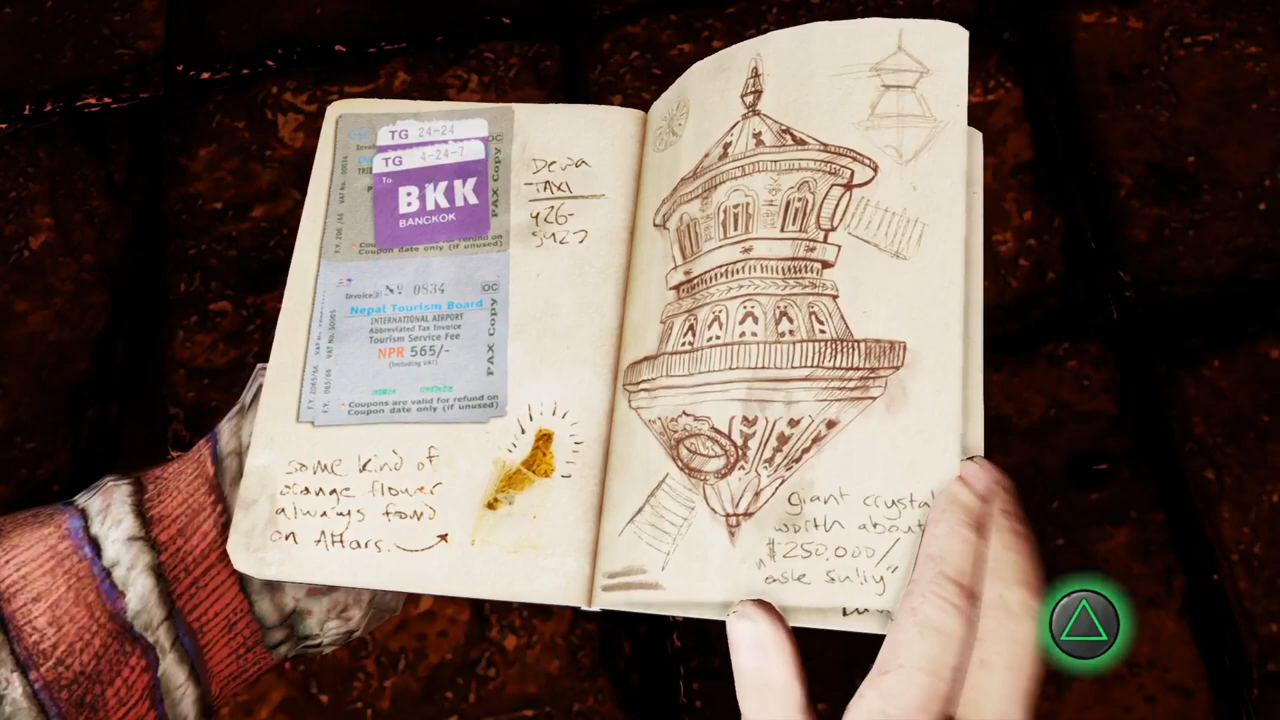 TG 24-24
TG 4-24-7
To:
BKK
BANGKOK
OC
PAX Copy
Coupon date only (if unused)
Invoice Nº 0834
OC
Nepal Tourism Board
INTERNATIONAL AIRPORT
Abbreviated Tax Invoice
Tourism Service Fee
NPR 565/-
(Including VAT)
PAX Copy
* Coupons are valid for refund on
Coupon date only (if unused)
Deva
TAXI
426-
5427
some kind of
orange flower
always found
on Altars.
giant crystal
worth about
$250,000/
"ask Sully"